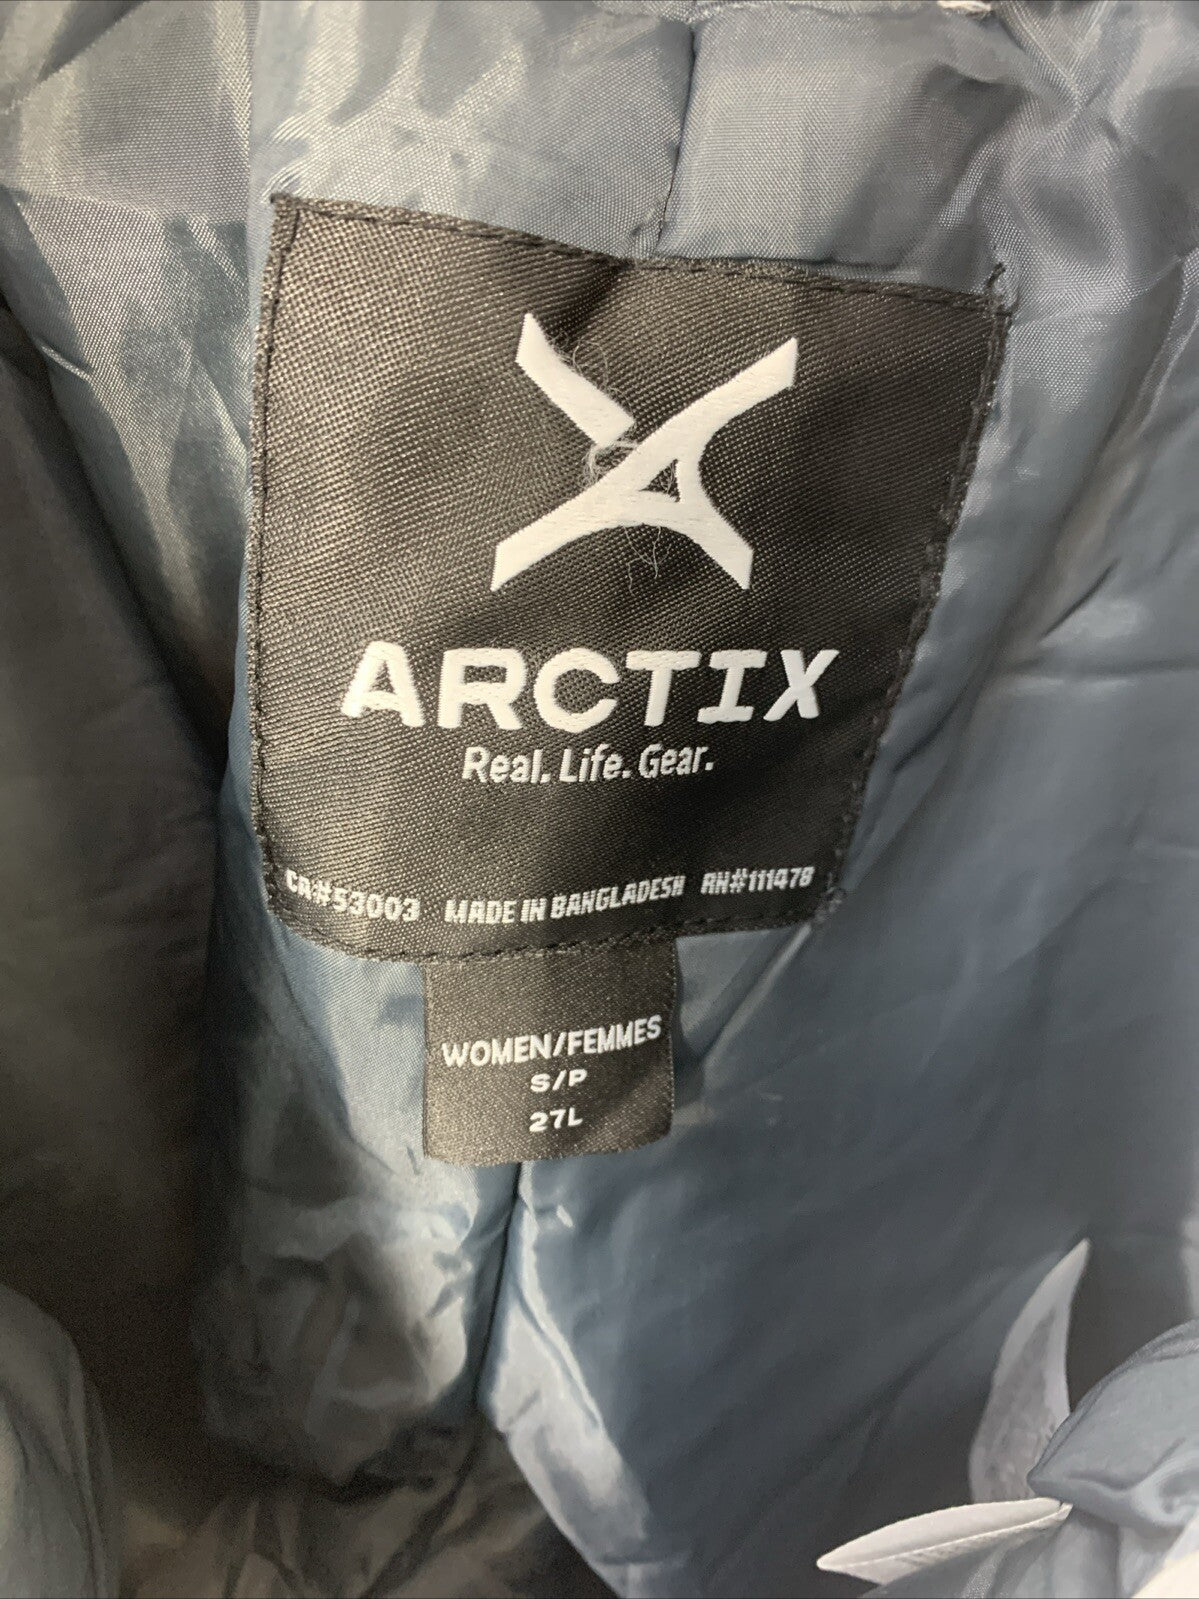 ARCTIX
Real. Life. Gear.
CA#53003 MADE IN BANGLADESH RN#111478
WOMEN/FEMMES
S/P
27L